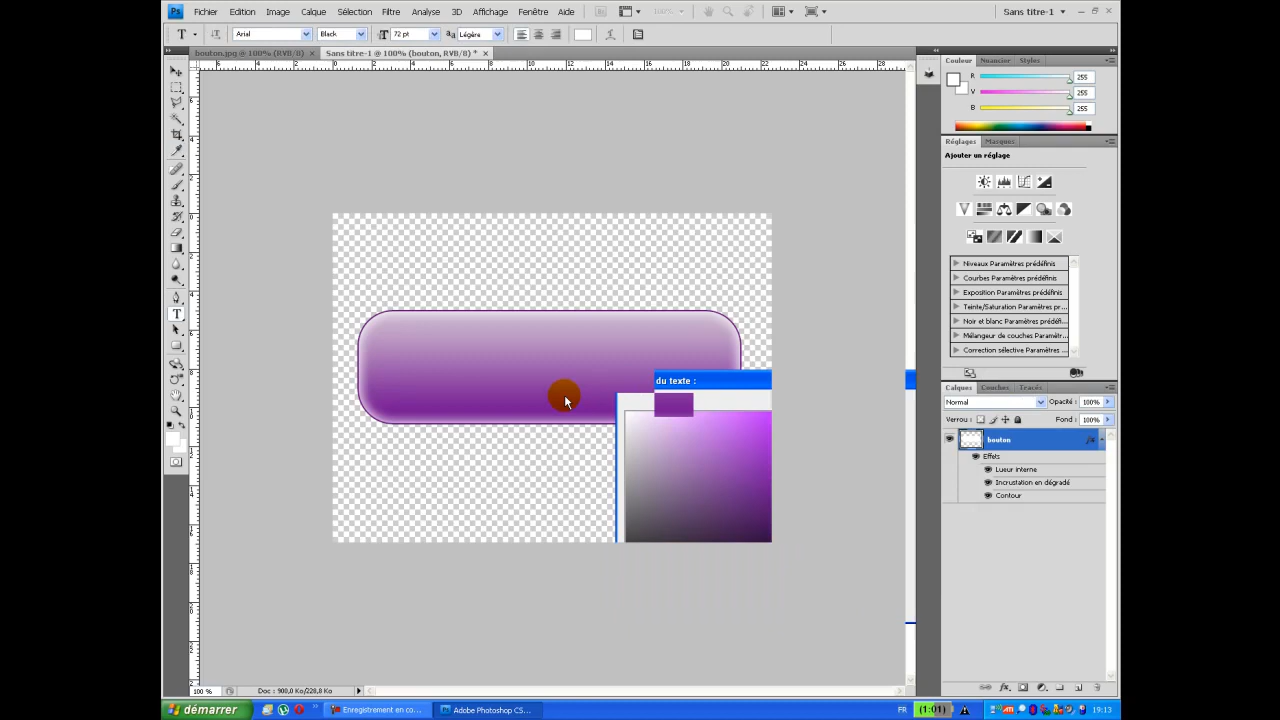 Ps Fichier Edition Image Calque Sélection Filtre Analyse 3D Affichage Fenêtre Aide 100% Sans titre-1
T Arial Black 72 pt Légère
bouton.jpg @ 100% (RVB/8) × Sans titre-1 @ 100% (bouton, RVB/8) * ×
Couleur Nuancier Styles
R 255
V 255
B 255
Réglages Masques
Ajouter un réglage
Niveaux Paramètres prédéfinis
Courbes Paramètres prédéfinis
Exposition Paramètres prédéfinis
Teinte/Saturation Paramètres pr...
Noir et blanc Paramètres prédéfi...
Mélangeur de couches Paramètr...
Correction sélective Paramètres ...
du texte :
Calques Couches Tracés
Normal Opacité : 100%
Verrou : Fond : 100%
bouton
Effets
Lueur interne
Incrustation en dégradé
Contour
100 % Doc : 900,0 Ko/228,8 Ko
démarrer Enregistrement en co... Adobe Photoshop CS... FR (1:01) 19:13